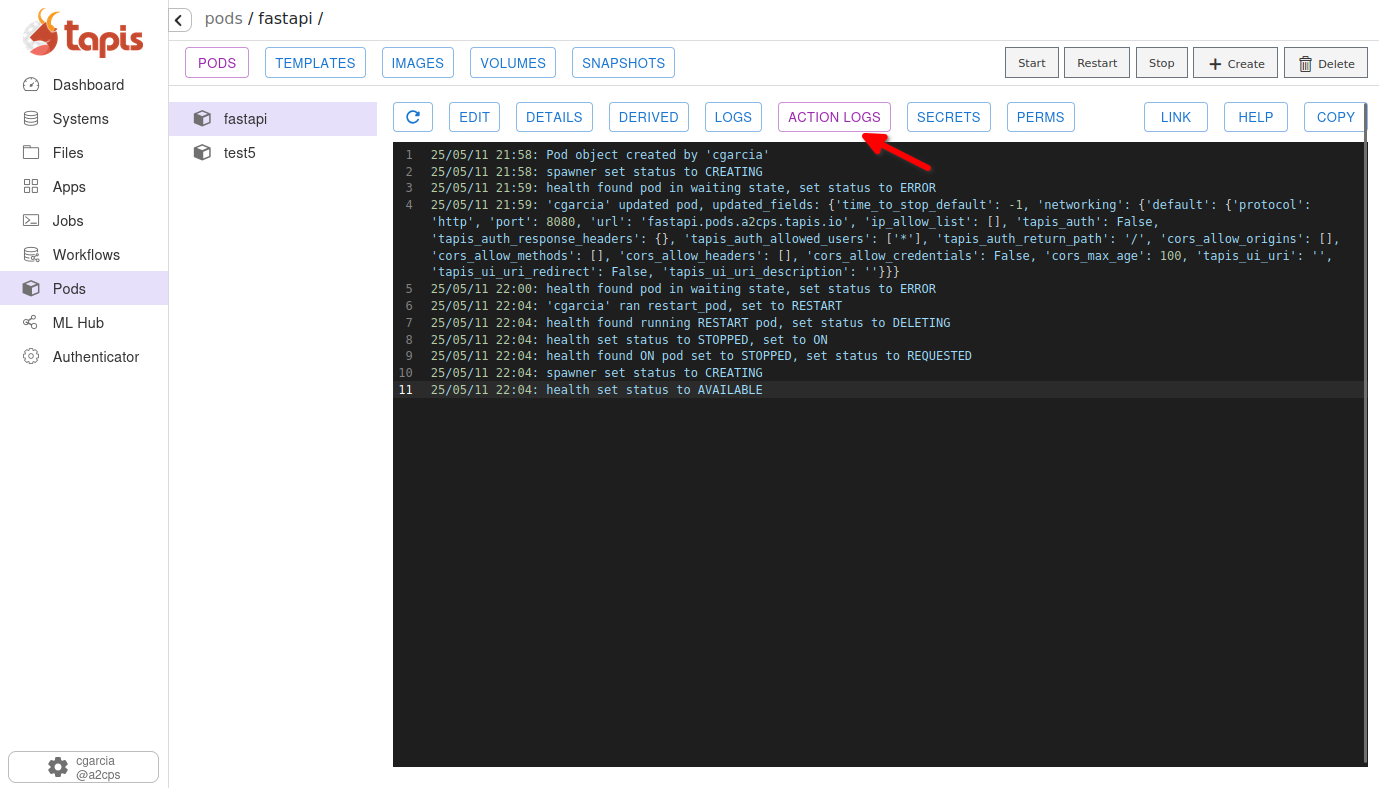 tapis
pods / fastapi /
PODS TEMPLATES IMAGES VOLUMES SNAPSHOTS Start Restart Stop + Create Delete
Dashboard
Systems
Files
Apps
Jobs
Workflows
Pods
ML Hub
Authenticator
cgarcia
@a2cps
fastapi
test5
EDIT DETAILS DERIVED LOGS ACTION LOGS SECRETS PERMS LINK HELP COPY
1 25/05/11 21:58: Pod object created by 'cgarcia'
2 25/05/11 21:58: spawner set status to CREATING
3 25/05/11 21:59: health found pod in waiting state, set status to ERROR
4 25/05/11 21:59: 'cgarcia' updated pod, updated_fields: {'time_to_stop_default': -1, 'networking': {'default': {'protocol':
'http', 'port': 8080, 'url': 'fastapi.pods.a2cps.tapis.io', 'ip_allow_list': [], 'tapis_auth': False,
'tapis_auth_response_headers': {}, 'tapis_auth_allowed_users': ['*'], 'tapis_auth_return_path': '/', 'cors_allow_origins': [],
'cors_allow_methods': [], 'cors_allow_headers': [], 'cors_allow_credentials': False, 'cors_max_age': 100, 'tapis_ui_uri': '',
'tapis_ui_uri_redirect': False, 'tapis_ui_uri_description': ''}}}
5 25/05/11 22:00: health found pod in waiting state, set status to ERROR
6 25/05/11 22:04: 'cgarcia' ran restart_pod, set to RESTART
7 25/05/11 22:04: health found running RESTART pod, set status to DELETING
8 25/05/11 22:04: health set status to STOPPED, set to ON
9 25/05/11 22:04: health found ON pod set to STOPPED, set status to REQUESTED
10 25/05/11 22:04: spawner set status to CREATING
11 25/05/11 22:04: health set status to AVAILABLE